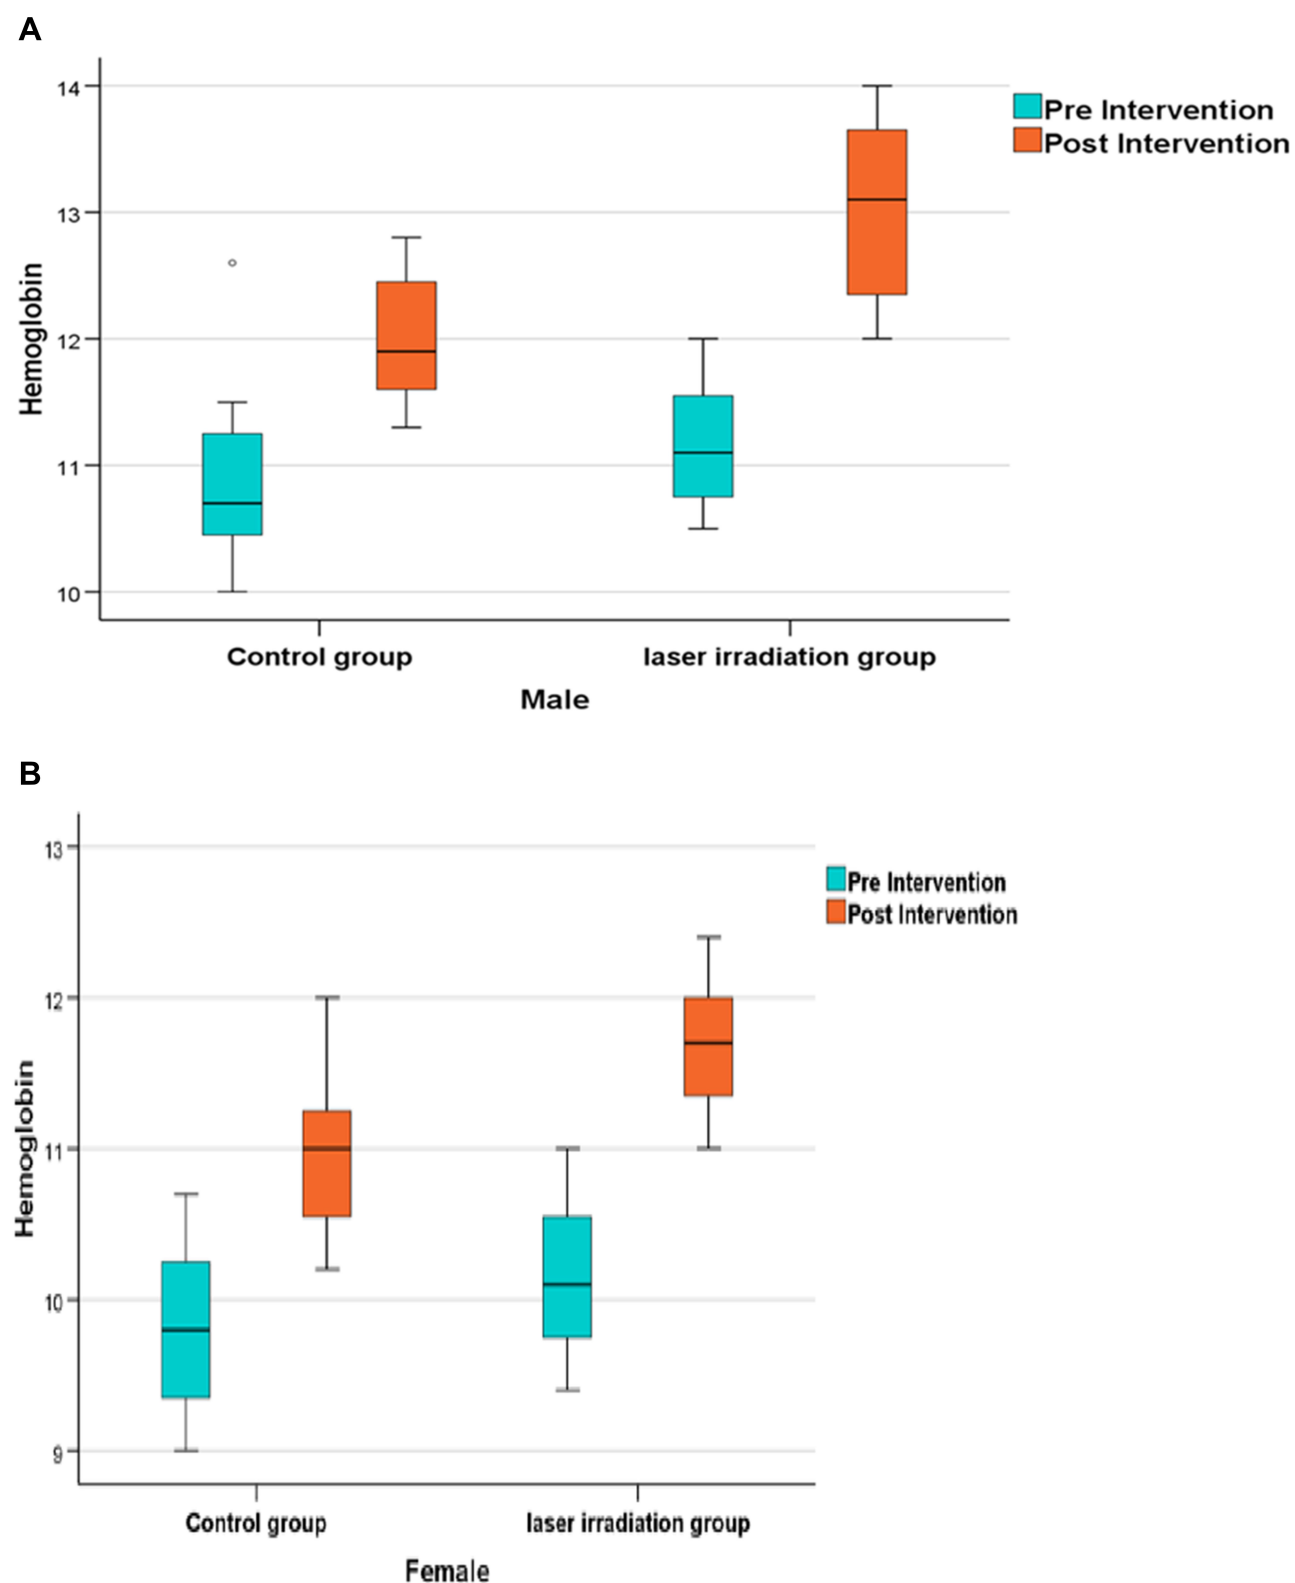 A
14
13
12
11
10
Hemoglobin
Pre Intervention
Post Intervention
Control group
laser irradiation group
Male
B
13
12
11
10
9
Hemoglobin
Pre Intervention
Post Intervention
Control group
laser irradiation group
Female